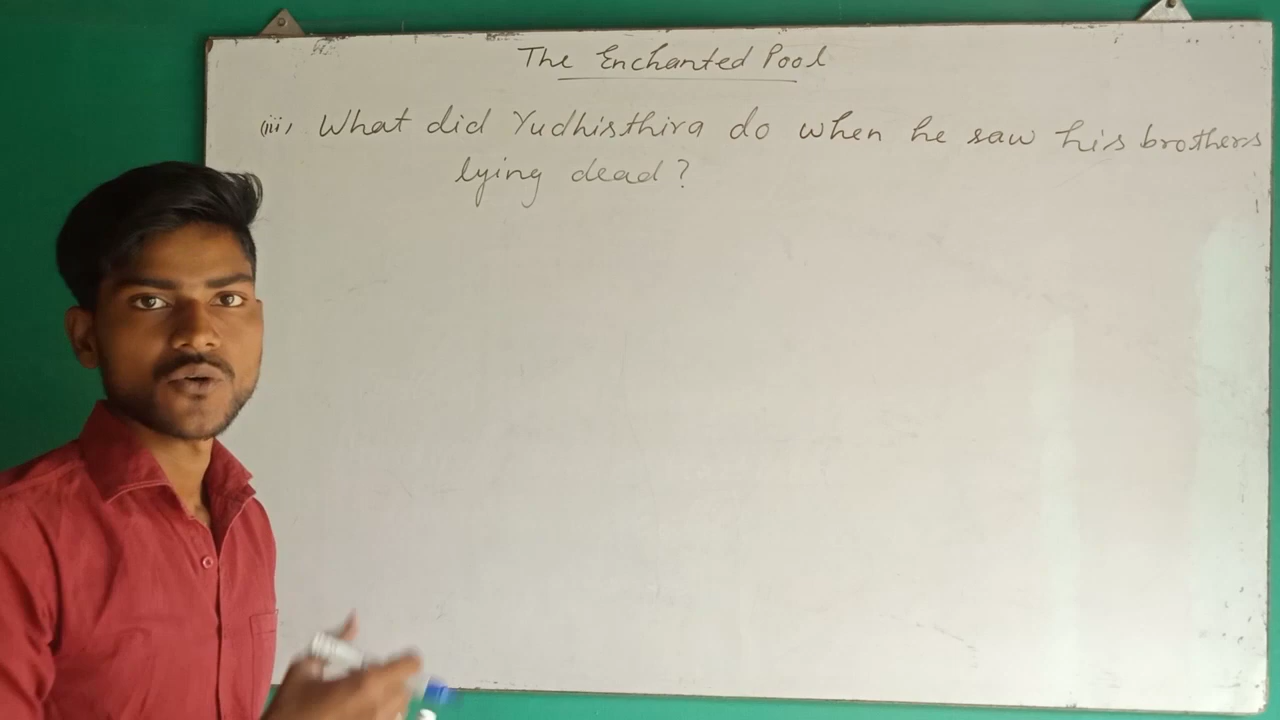 The Enchanted Pool
(iii) What did Yudhisthira do when he saw his brothers
lying dead?